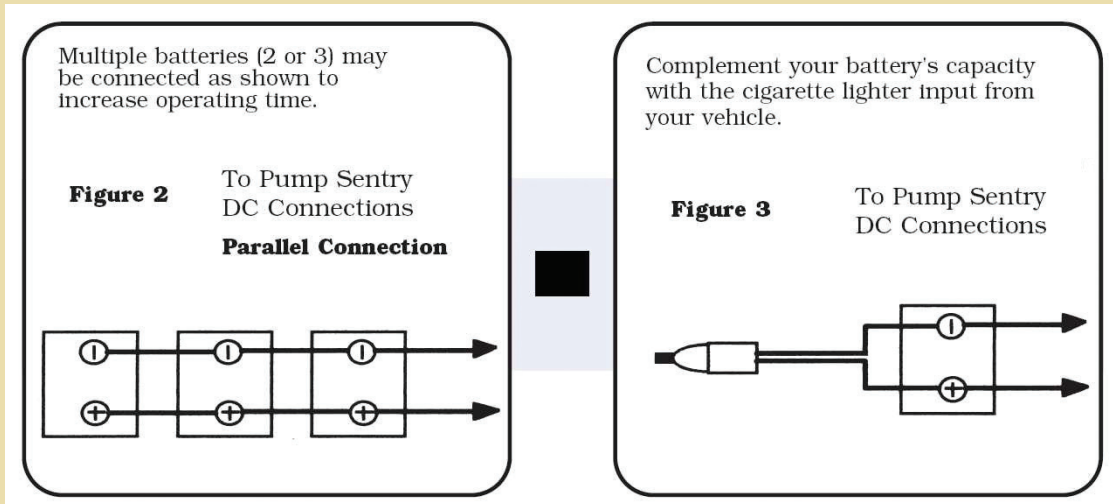 Multiple batteries (2 or 3) may
be connected as shown to
increase operating time.
Figure 2
To Pump Sentry
DC Connections
Parallel Connection
Complement your battery's capacity
with the cigarette lighter input from
your vehicle.
Figure 3
To Pump Sentry
DC Connections